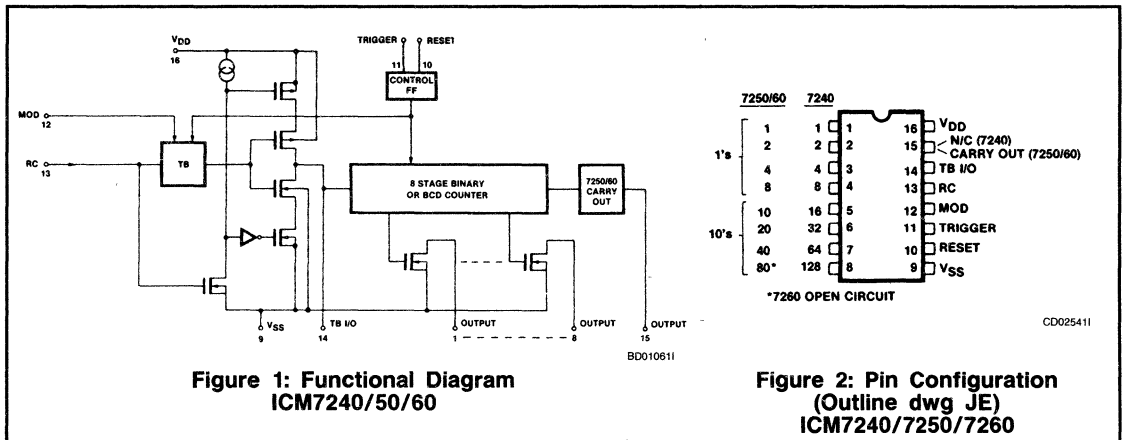 VDD
16
TRIGGER
RESET
11
10
CONTROL
FF
MOD
12
RC
13
TB
8 STAGE BINARY
OR BCD COUNTER
7250/60
CARRY
OUT
VSS
9
TB I/O
14
OUTPUT
1
OUTPUT
8
OUTPUT
15
BD01061I
Figure 1: Functional Diagram
ICM7240/50/60
7250/60 7240
1 1 1 16 VDD
N/C (7240)
2 2 2 15
CARRY OUT (7250/60)
1's
4 4 3 14 TB I/O
8 8 4 13 RC
10 16 5 12 MOD
20 32 6 11 TRIGGER
10's
40 64 7 10 RESET
80* 128 8 9 VSS
*7260 OPEN CIRCUIT
CD02541I
Figure 2: Pin Configuration
(Outline dwg JE)
ICM7240/7250/7260